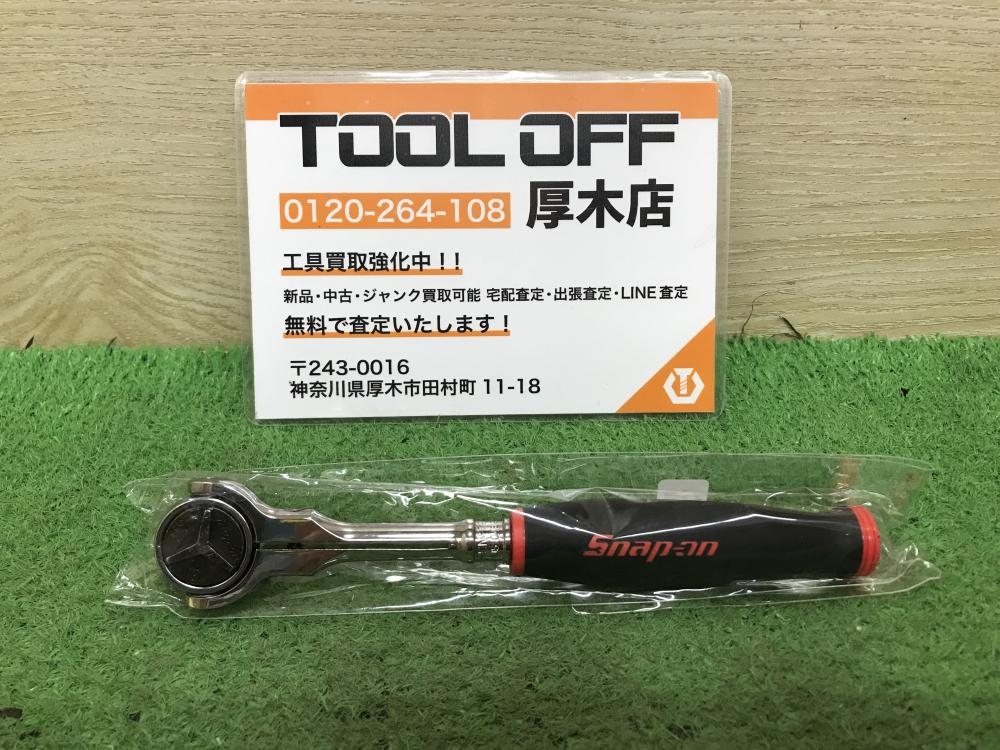 TOOL OFF
0120-264-108 厚木店
工具買取強化中！！
新品・中古・ジャンク買取可能 宅配査定・出張査定・LINE査定
無料で査定いたします！
〒243-0016
神奈川県厚木市田村町 11-18
Snap-on